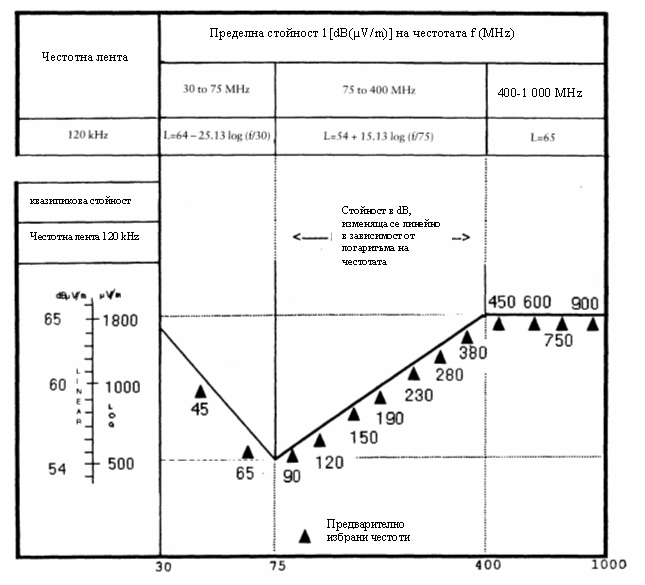 Честотна лента
Пределна стойност l [dB(μV/m)] на честотата f (MHz)
30 to 75 MHz
75 to 400 MHz
400-1 000 MHz
120 kHz
L=64 – 25.13 log (f/30)
L=54 + 15.13 log (f/75)
L=65
квазипикова стойност
Честотна лента 120 kHz
Стойност в dB,
изменяща се линейно
в зависимост от
логаритъма на
честотата
dBμV/m μV/m
65 1800
60 1000
54 500
LINEAR
LOG
450 600 900
750
380
280
230
190
150
120
90
65
45
Предварително
избрани честоти
30 75 400 1000